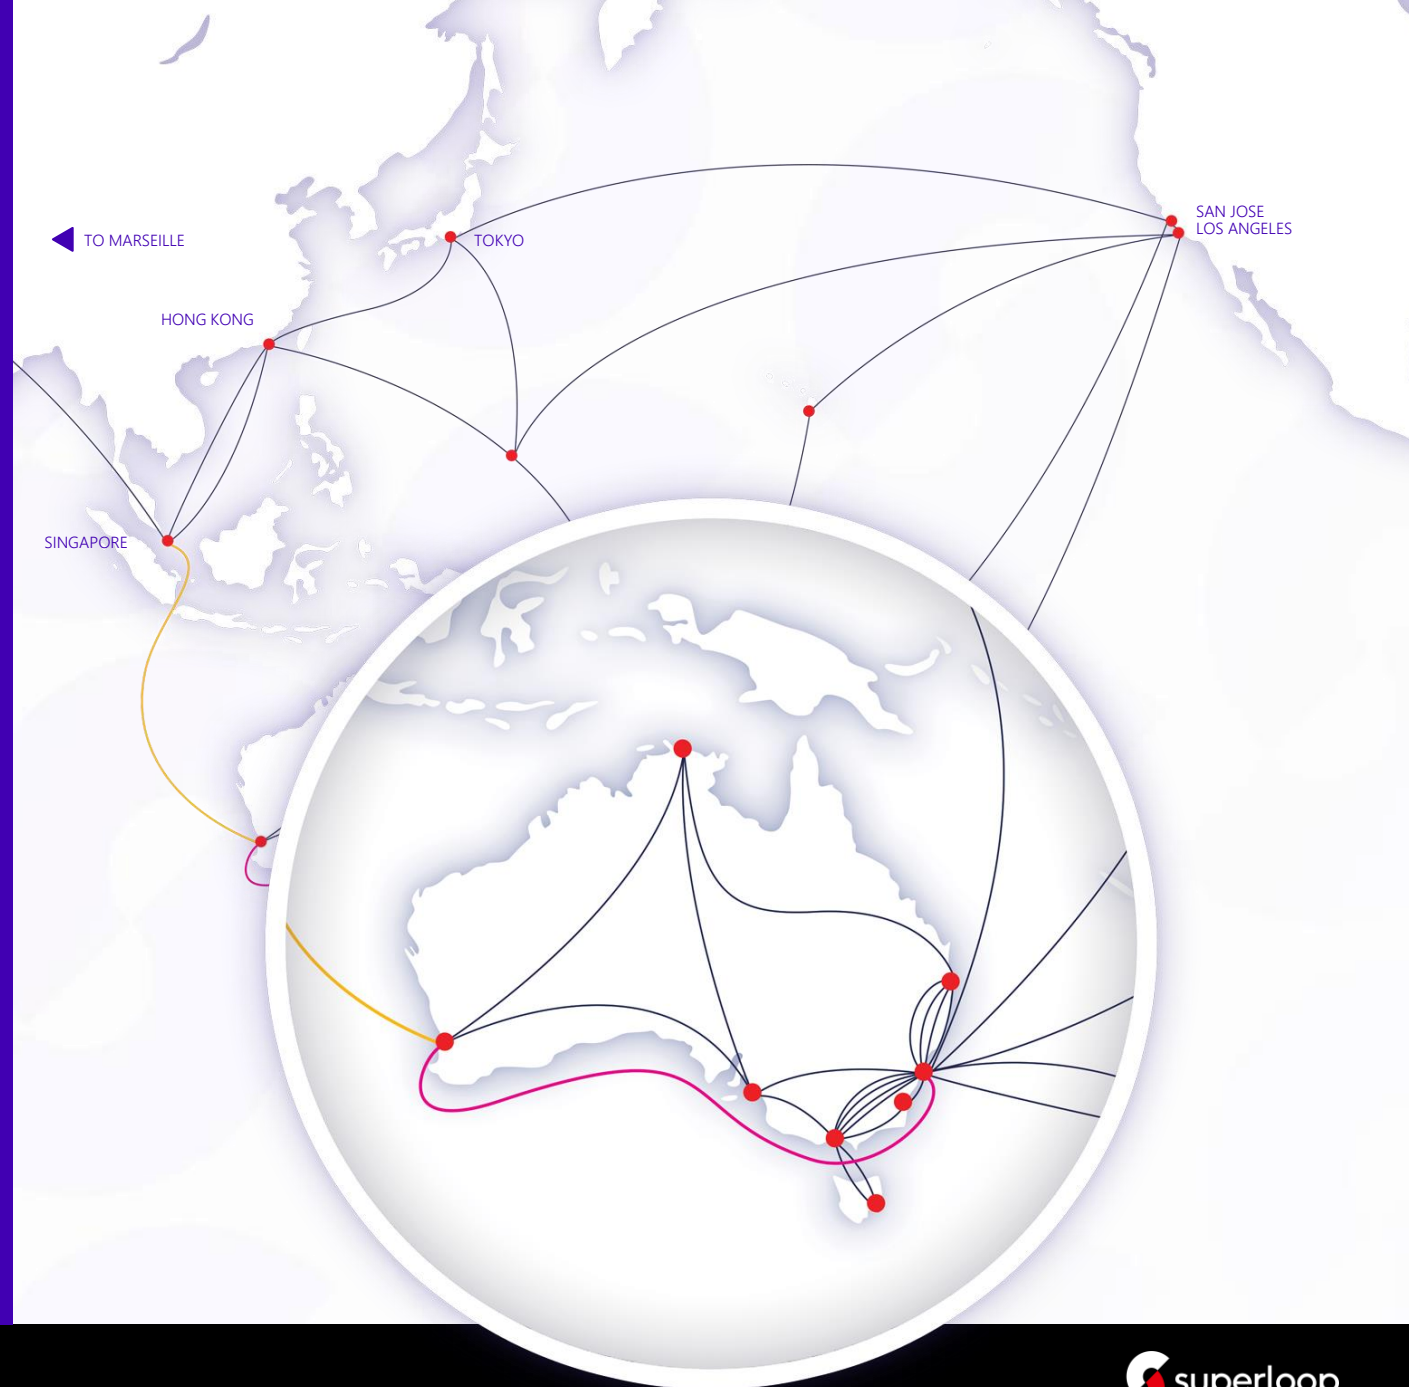 SAN JOSE
LOS ANGELES
TO MARSEILLE
TOKYO
HONG KONG
SINGAPORE
superloop